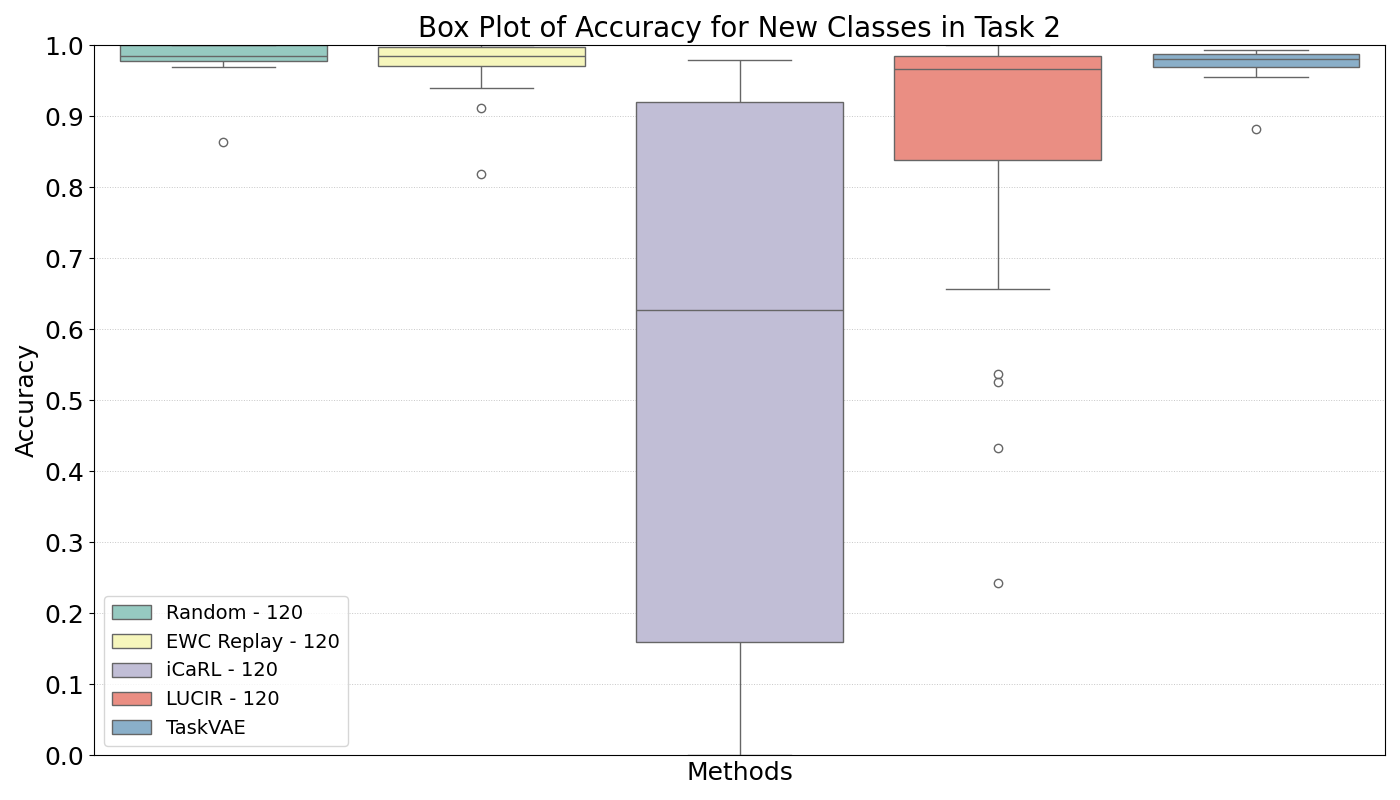 Box Plot of Accuracy for New Classes in Task 2
1.0
0.9
0.8
0.7
0.6
0.5
0.4
0.3
0.2
0.1
0.0
Accuracy
Methods
Random - 120
EWC Replay - 120
iCaRL - 120
LUCIR - 120
TaskVAE